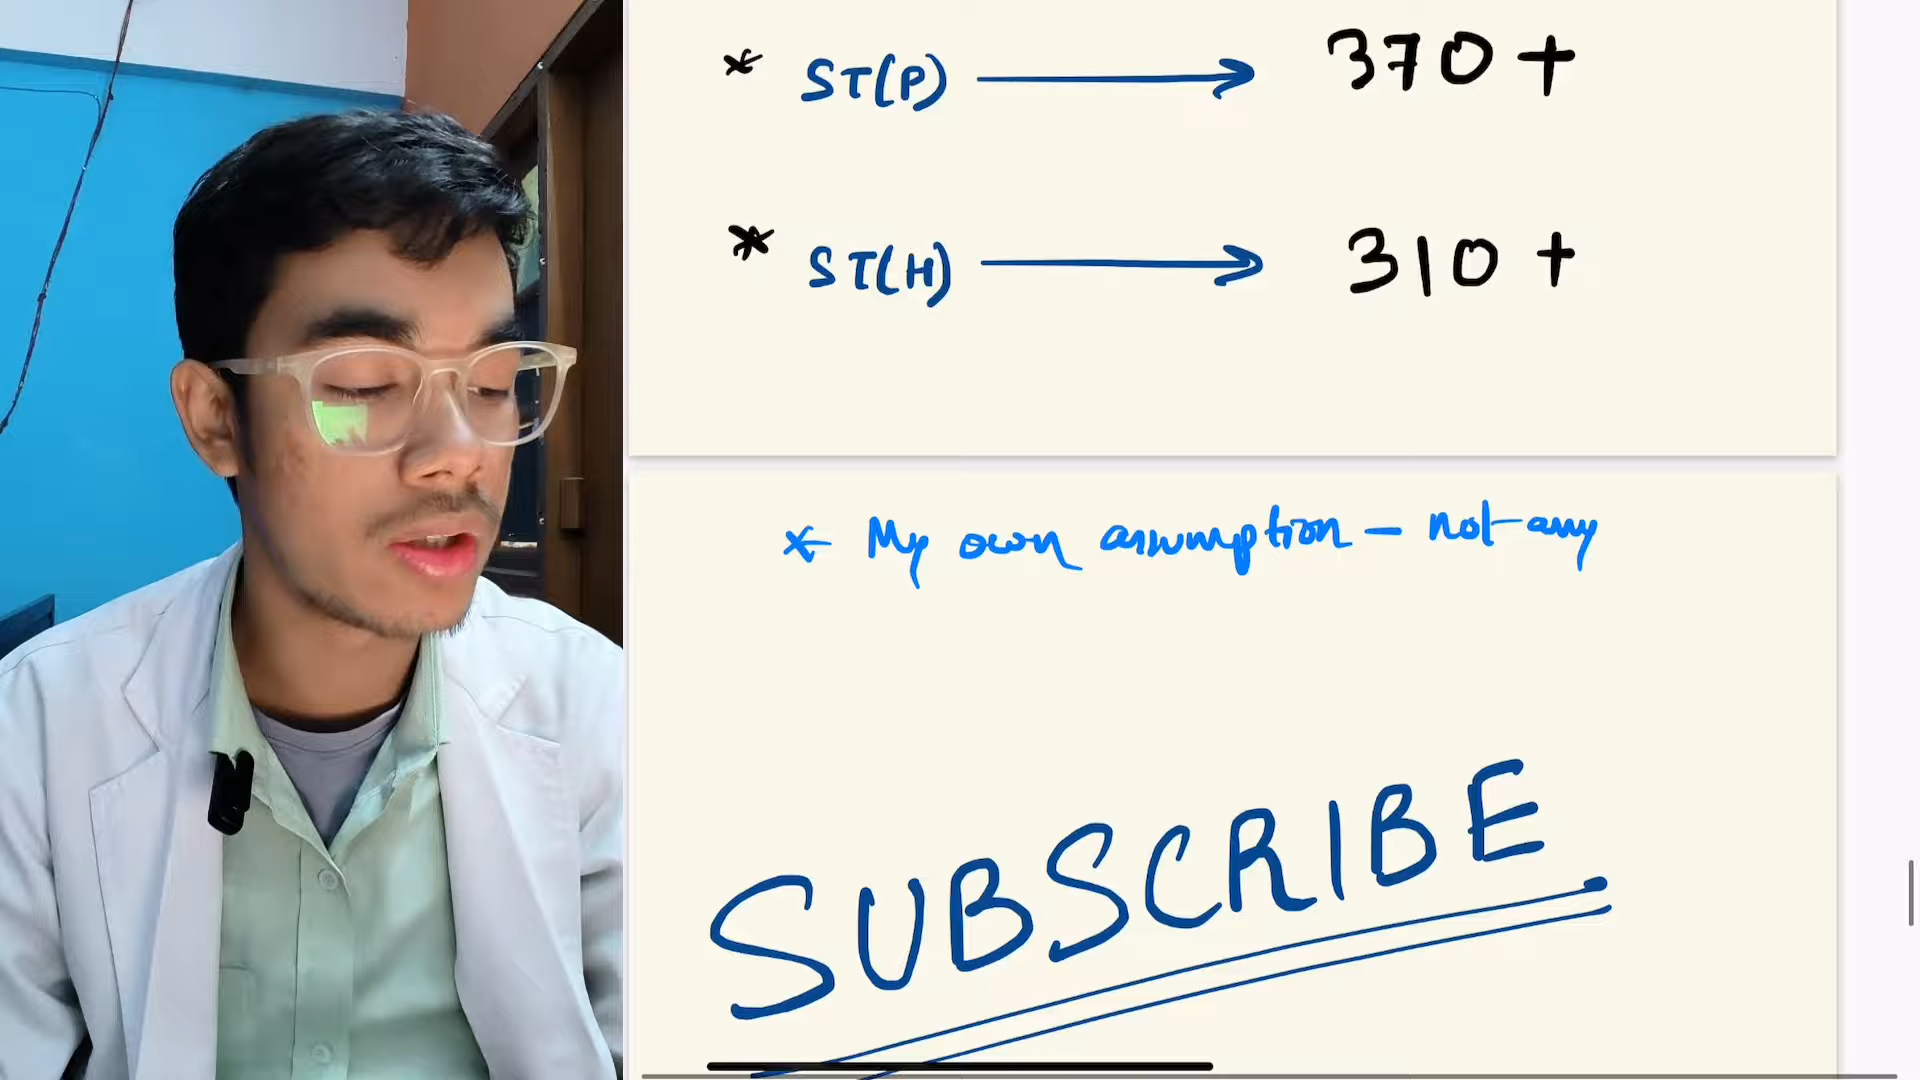 * ST(P) → 370 +
* ST(H) → 310 +
* My own assumption - not any
SUBSCRIBE.